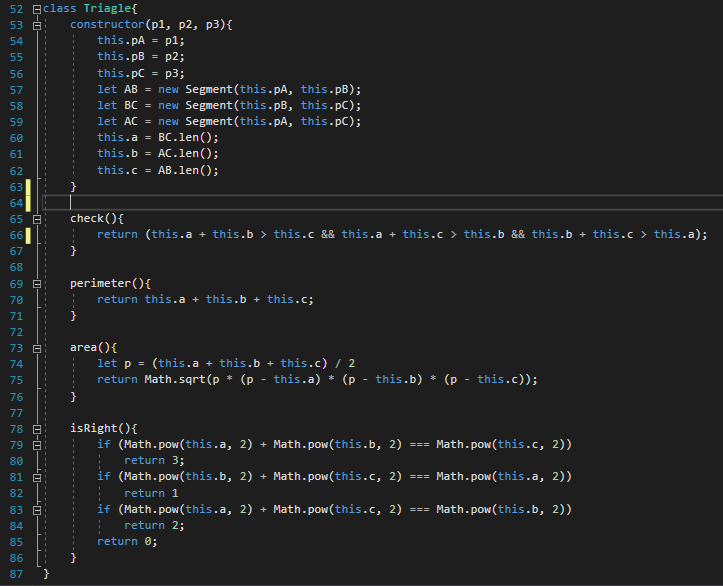 52 class Triagle{
53 constructor(p1, p2, p3){
54 this.pA = p1;
55 this.pB = p2;
56 this.pC = p3;
57 let AB = new Segment(this.pA, this.pB);
58 let BC = new Segment(this.pB, this.pC);
59 let AC = new Segment(this.pA, this.pC);
60 this.a = BC.len();
61 this.b = AC.len();
62 this.c = AB.len();
63 }
64
65 check(){
66 return (this.a + this.b > this.c && this.a + this.c > this.b && this.b + this.c > this.a);
67 }
68
69 perimeter(){
70 return this.a + this.b + this.c;
71 }
72
73 area(){
74 let p = (this.a + this.b + this.c) / 2
75 return Math.sqrt(p * (p - this.a) * (p - this.b) * (p - this.c));
76 }
77
78 isRight(){
79 if (Math.pow(this.a, 2) + Math.pow(this.b, 2) === Math.pow(this.c, 2))
80 return 3;
81 if (Math.pow(this.b, 2) + Math.pow(this.c, 2) === Math.pow(this.a, 2))
82 return 1
83 if (Math.pow(this.a, 2) + Math.pow(this.c, 2) === Math.pow(this.b, 2))
84 return 2;
85 return 0;
86 }
87 }